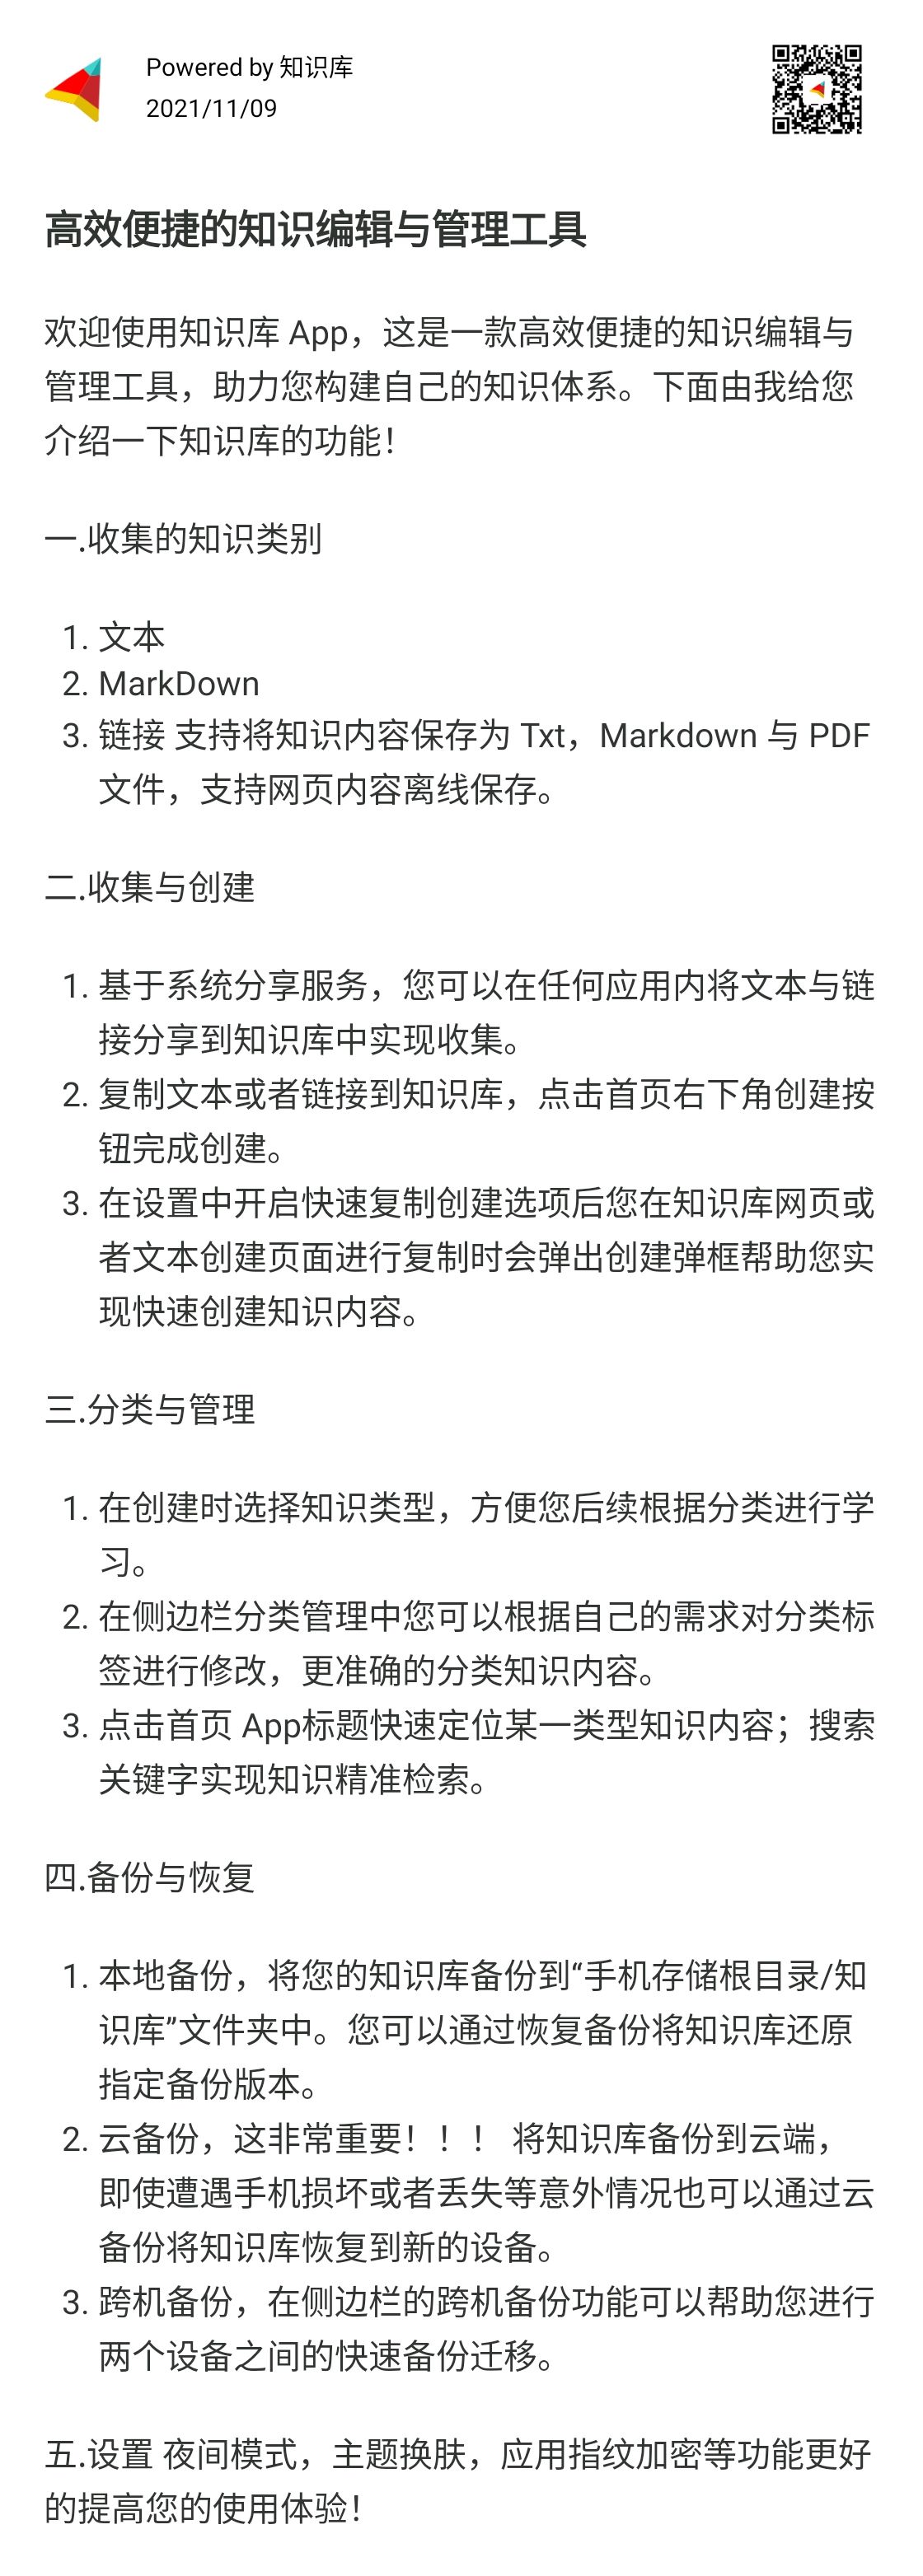 Powered by 知识库
2021/11/09
高效便捷的知识编辑与管理工具
欢迎使用知识库 App，这是一款高效便捷的知识编辑与
管理工具，助力您构建自己的知识体系。下面由我给您
介绍一下知识库的功能！
一.收集的知识类别
1. 文本
2. MarkDown
3. 链接 支持将知识内容保存为 Txt，Markdown 与 PDF
文件，支持网页内容离线保存。
二.收集与创建
1. 基于系统分享服务，您可以在任何应用内将文本与链
接分享到知识库中实现收集。
2. 复制文本或者链接到知识库，点击首页右下角创建按
钮完成创建。
3. 在设置中开启快速复制创建选项后您在知识库网页或
者文本创建页面进行复制时会弹出创建弹框帮助您实
现快速创建知识内容。
三.分类与管理
1. 在创建时选择知识类型，方便您后续根据分类进行学
习。
2. 在侧边栏分类管理中您可以根据自己的需求对分类标
签进行修改，更准确的分类知识内容。
3. 点击首页 App标题快速定位某一类型知识内容；搜索
关键字实现知识精准检索。
四.备份与恢复
1. 本地备份，将您的知识库备份到“手机存储根目录/知
识库”文件夹中。您可以通过恢复备份将知识库还原
指定备份版本。
2. 云备份，这非常重要！！！ 将知识库备份到云端，
即使遭遇手机损坏或者丢失等意外情况也可以通过云
备份将知识库恢复到新的设备。
3. 跨机备份，在侧边栏的跨机备份功能可以帮助您进行
两个设备之间的快速备份迁移。
五.设置 夜间模式，主题换肤，应用指纹加密等功能更好
的提高您的使用体验！